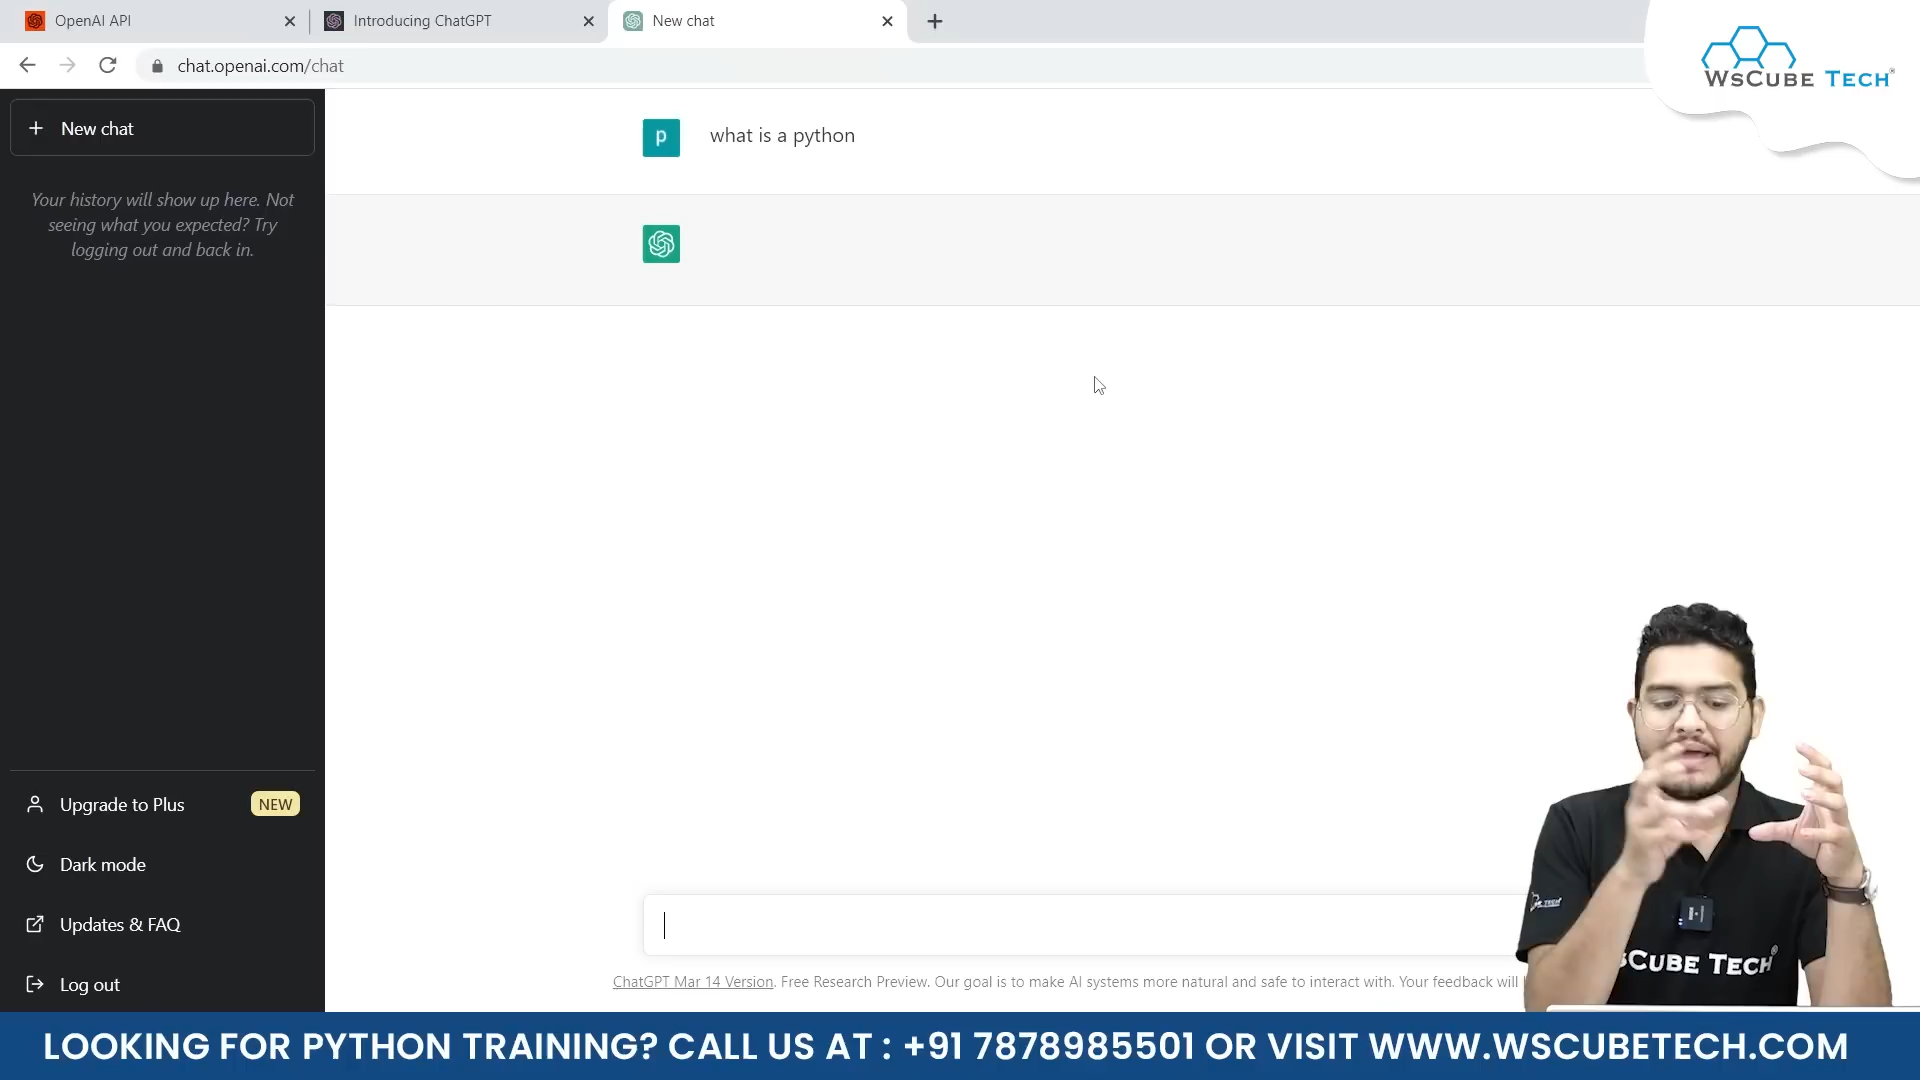 OpenAI API
Introducing ChatGPT
New chat
chat.openai.com/chat
WsCube Tech®
New chat
p
what is a python
Your history will show up here. Not
seeing what you expected? Try
logging out and back in.
Upgrade to Plus
NEW
Dark mode
Updates & FAQ
Log out
ChatGPT Mar 14 Version. Free Research Preview. Our goal is to make AI systems more natural and safe to interact with. Your feedback will
sCube Tech®
LOOKING FOR PYTHON TRAINING? CALL US AT : +91 7878985501 OR VISIT WWW.WSCUBETECH.COM